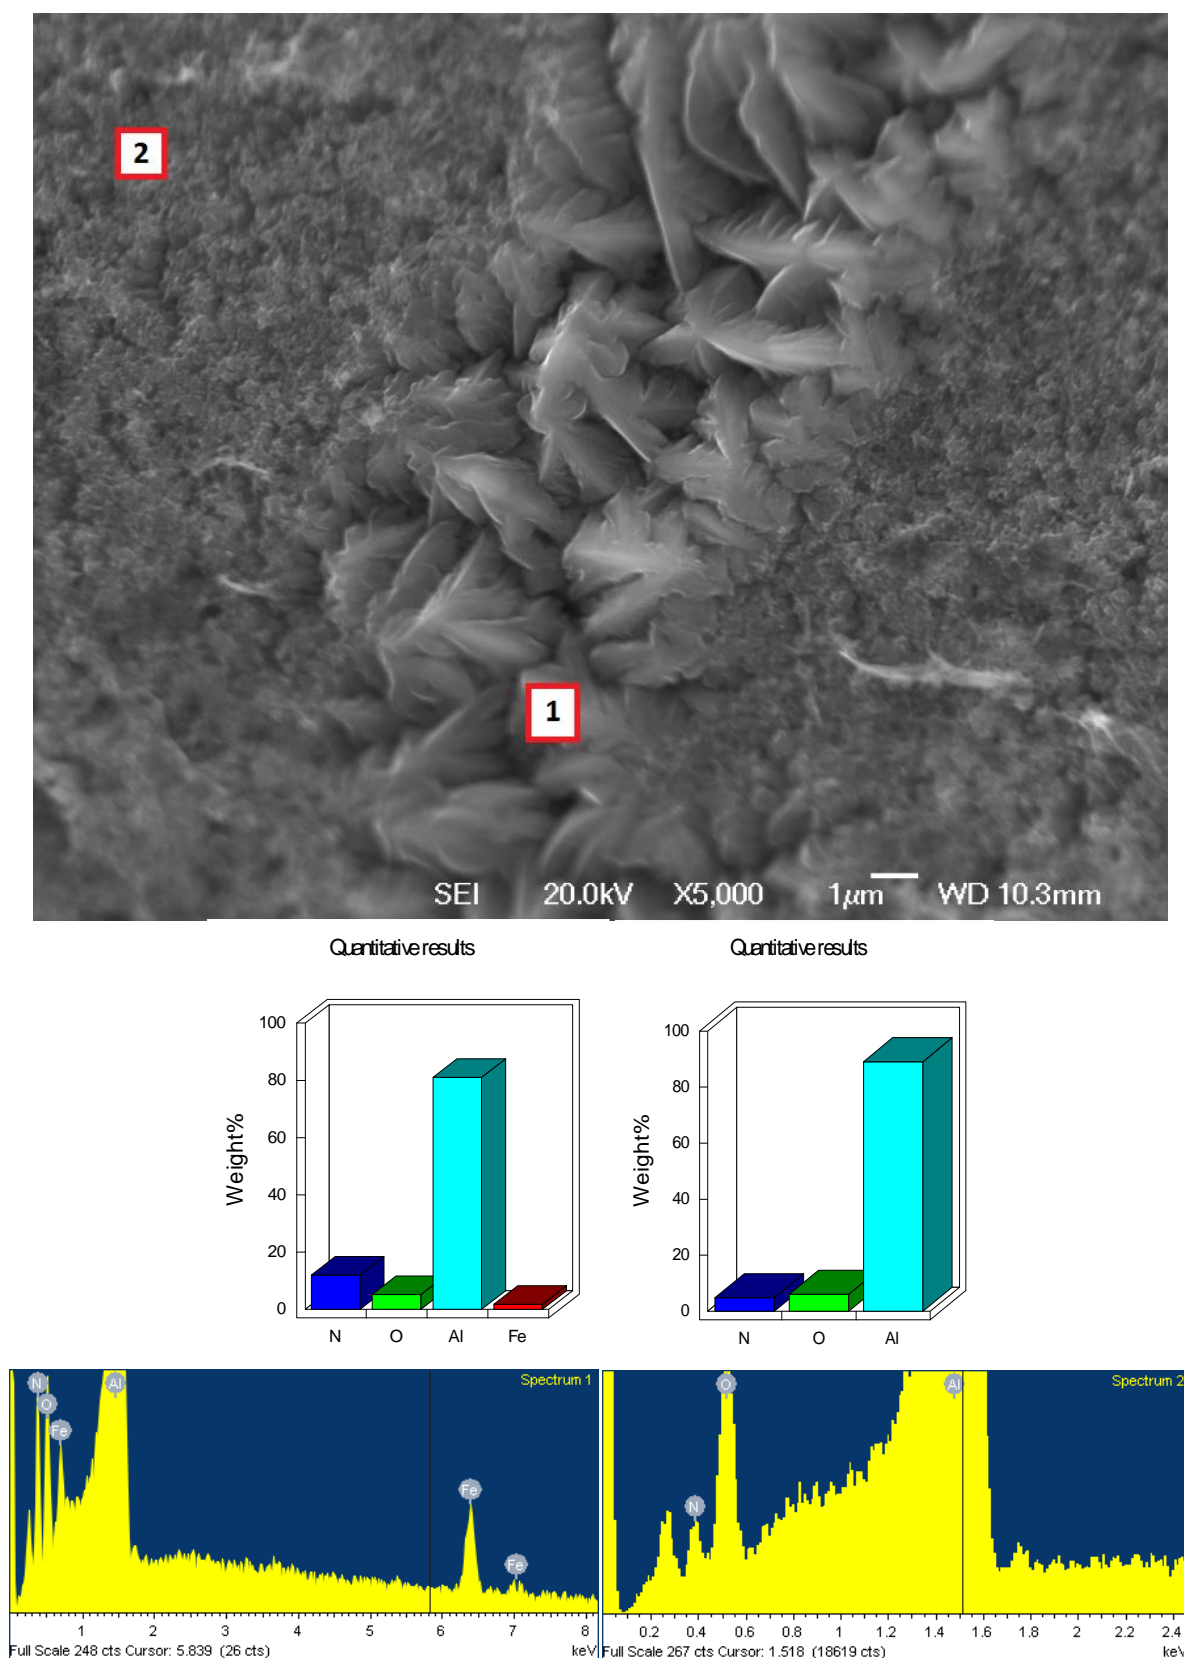 2
1
SEI 20.0kV X5,000 1μm WD 10.3mm
Quantitative results
Weight%
100
80
60
40
20
0
N O Al Fe
Quantitative results
Weight%
100
80
60
40
20
0
N O Al
Spectrum 1
N
O
Fe
Al
Fe
Fe
1 2 3 4 5 6 7 8
Full Scale 248 cts Cursor: 5.839 (26 cts) keV
Spectrum 2
O
Al
N
0.2 0.4 0.6 0.8 1 1.2 1.4 1.6 1.8 2 2.2 2.4
Full Scale 267 cts Cursor: 1.518 (18619 cts) keV